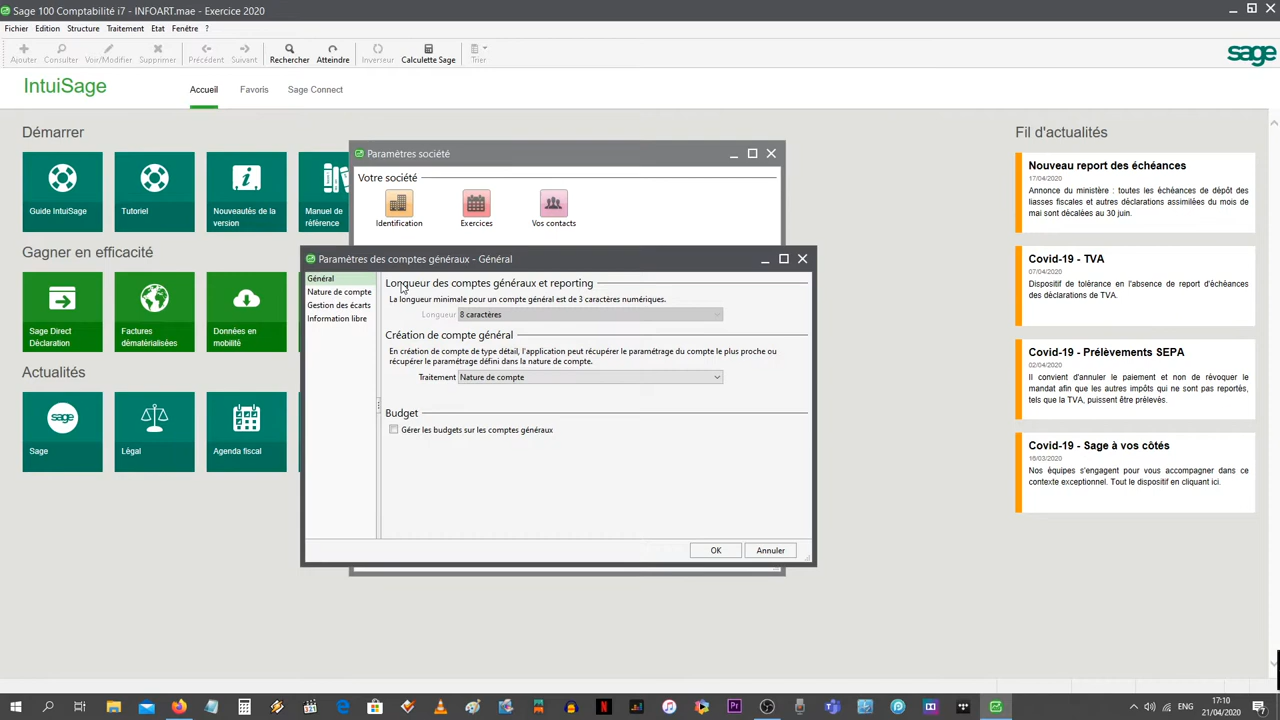 Sage 100 Comptabilité i7 - INFOART.mae - Exercice 2020
Fichier Edition Structure Traitement Etat Fenêtre ?
Ajouter Consulter Voir/Modifier Supprimer Précédent Suivant Rechercher Atteindre Inverseur Calculette Sage Trier
sage
IntuiSage
Accueil Favoris Sage Connect
Démarrer
Guide IntuiSage
Tutoriel
Nouveautés de la
version
Manuel de
référence
Gagner en efficacité
Sage Direct
Déclaration
Factures
dématérialisées
Données en
mobilité
Actualités
sage
Sage
Légal
Agenda fiscal
Paramètres société
Votre société
Identification Exercices Vos contacts
Paramètres des comptes généraux - Général
Général
Nature de compte
Gestion des écarts
Information libre
Longueur des comptes généraux et reporting
La longueur minimale pour un compte général est de 3 caractères numériques.
Longueur 8 caractères
Création de compte général
En création de compte de type détail, l'application peut récupérer le paramétrage du compte le plus proche ou
récupérer le paramétrage défini dans la nature de compte.
Traitement Nature de compte
Budget
Gérer les budgets sur les comptes généraux
OK Annuler
Fil d'actualités
Nouveau report des échéances
17/04/2020
Annonce du ministère : toutes les échéances de dépôt des
liasses fiscales et autres déclarations assimilées du mois de
mai sont décalées au 30 juin.
Covid-19 - TVA
07/04/2020
Dispositif de tolérance en l'absence de report d'échéances
des déclarations de TVA.
Covid-19 - Prélèvements SEPA
02/04/2020
Il convient d'annuler le paiement et non de révoquer le
mandat afin que les autres impôts qui ne sont pas reportés,
tels que la TVA, puissent être prélevés.
Covid-19 - Sage à vos côtés
16/03/2020
Nos équipes s'engagent pour vous accompagner dans ce
contexte exceptionnel. Tout le dispositif en cliquant ici.
ENG
17:10
21/04/2020